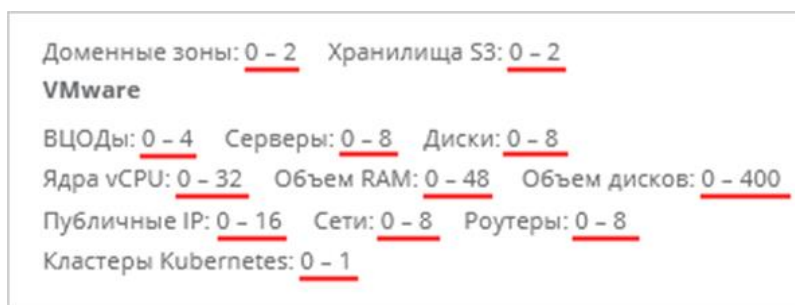 Доменные зоны: 0 – 2 Хранилища S3: 0 – 2
VMware
ВЦОДы: 0 – 4 Серверы: 0 – 8 Диски: 0 – 8
Ядра vCPU: 0 – 32 Объем RAM: 0 – 48 Объем дисков: 0 – 400
Публичные IP: 0 – 16 Сети: 0 – 8 Роутеры: 0 – 8
Кластеры Kubernetes: 0 – 1